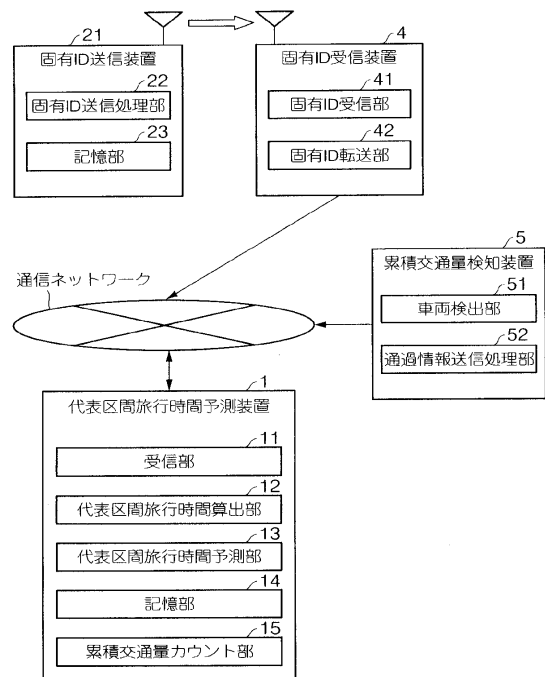 21
固有ID送信装置
22
固有ID送信処理部
23
記憶部
4
固有ID受信装置
41
固有ID受信部
42
固有ID転送部
通信ネットワーク
5
累積交通量検知装置
51
車両検出部
52
通過情報送信処理部
1
代表区間旅行時間予測装置
11
受信部
12
代表区間旅行時間算出部
13
代表区間旅行時間予測部
14
記憶部
15
累積交通量カウント部